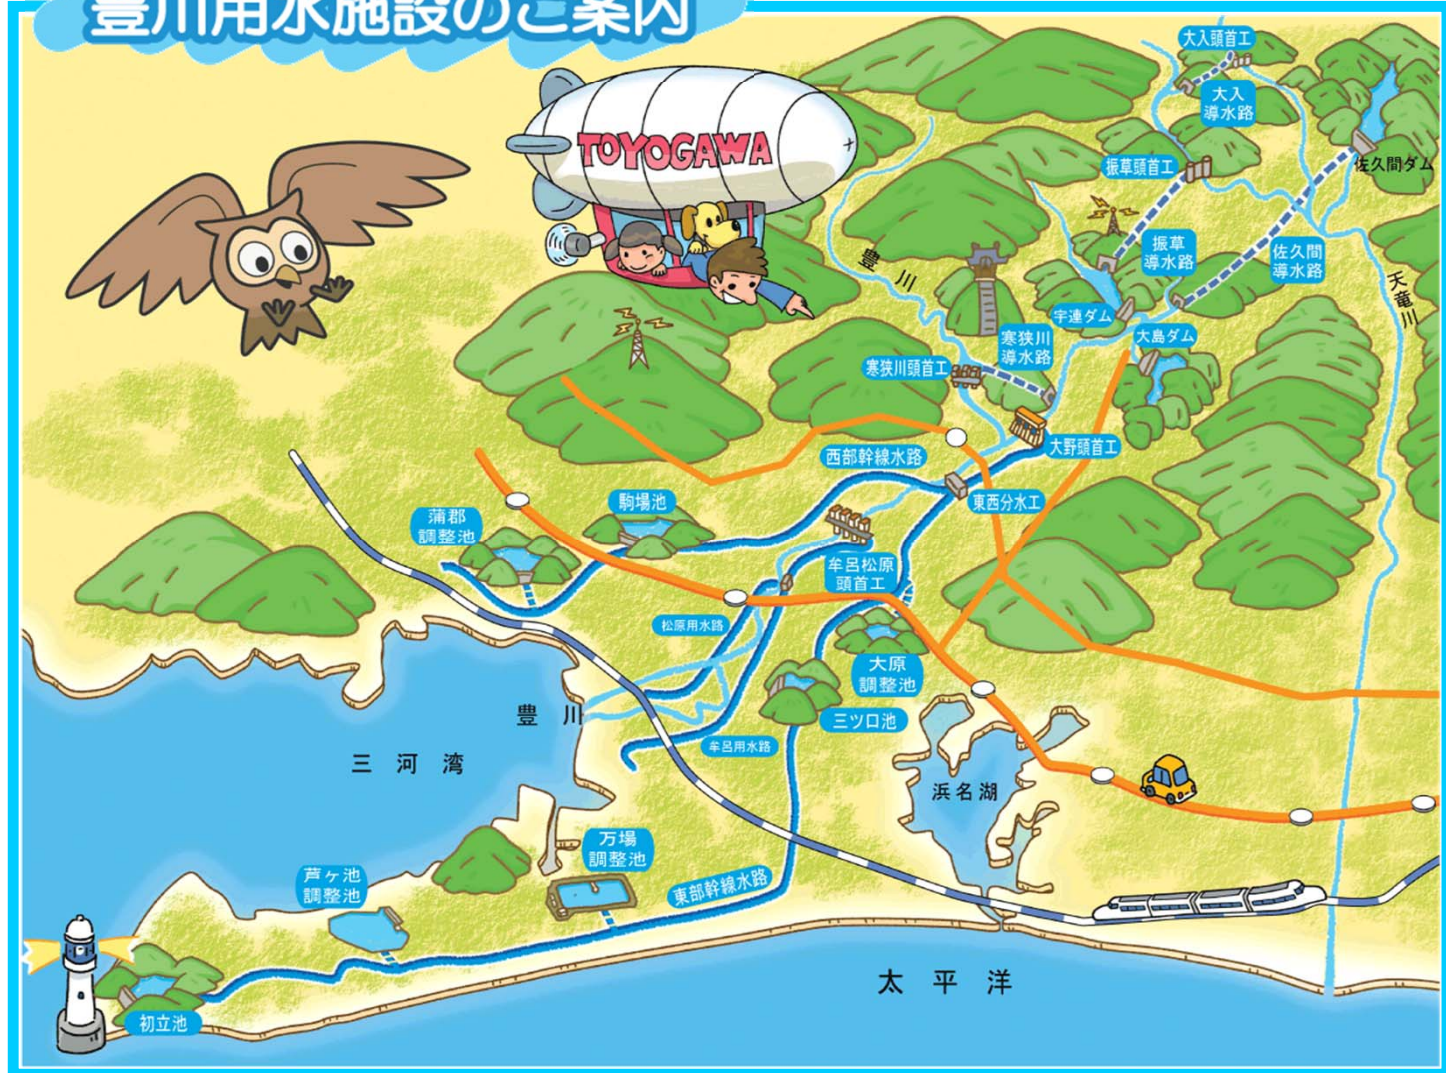 豊川用水施設のご案内
大入頭首工
大入
導水路
TOYOGAWA
振草頭首工
佐久間ダム
振草
導水路
佐久間
導水路
豊川
天竜川
宇連ダム
大島ダム
寒狭川
導水路
寒狭川頭首工
大野頭首工
西部幹線水路
東西分水工
駒場池
蒲郡
調整池
牟呂松原
頭首工
松原用水路
大原
調整池
三ツ口池
豊川
牟呂用水路
三河湾
浜名湖
万場
調整池
芦ヶ池
調整池
東部幹線水路
太平洋
初立池